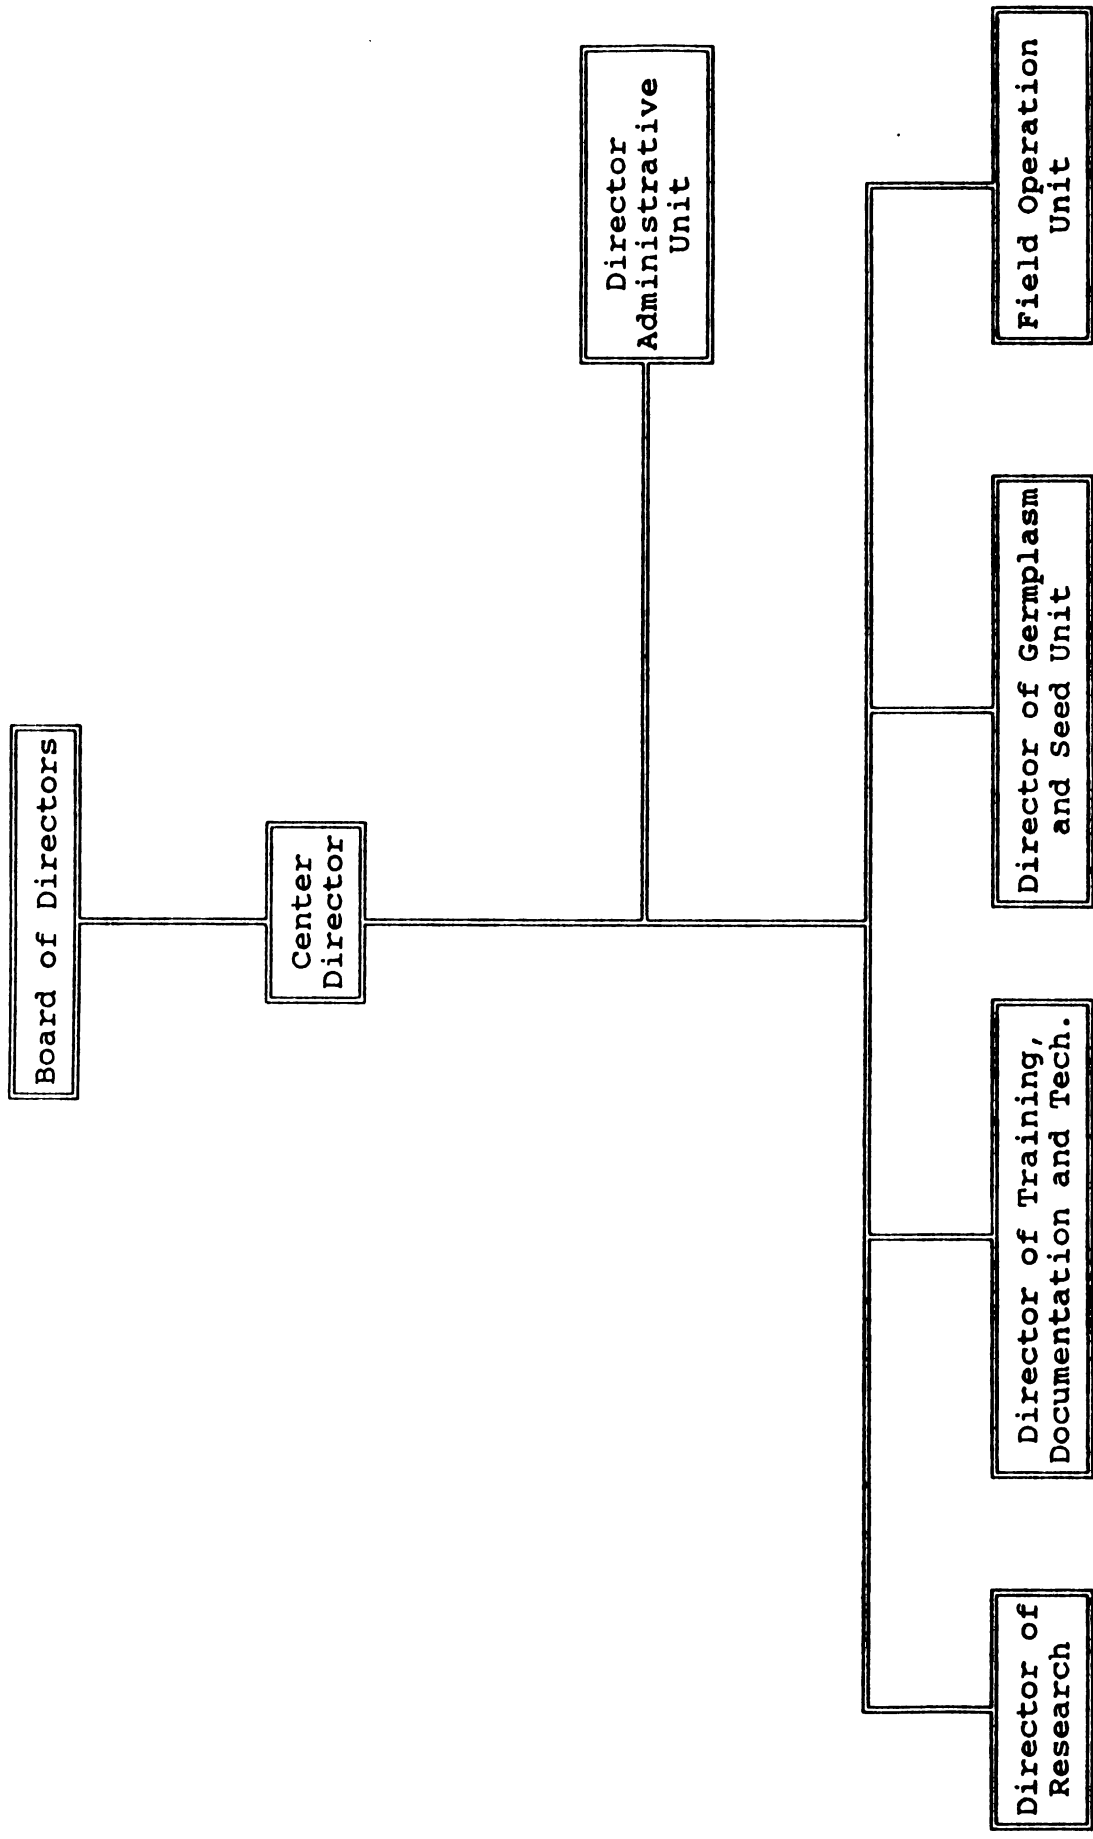 Board of Directors
Center
Director
Director
Administrative
Unit
Director of
Research
Director of Training,
Documentation and Tech.
Director of Germplasm
and Seed Unit
Field Operation
Unit